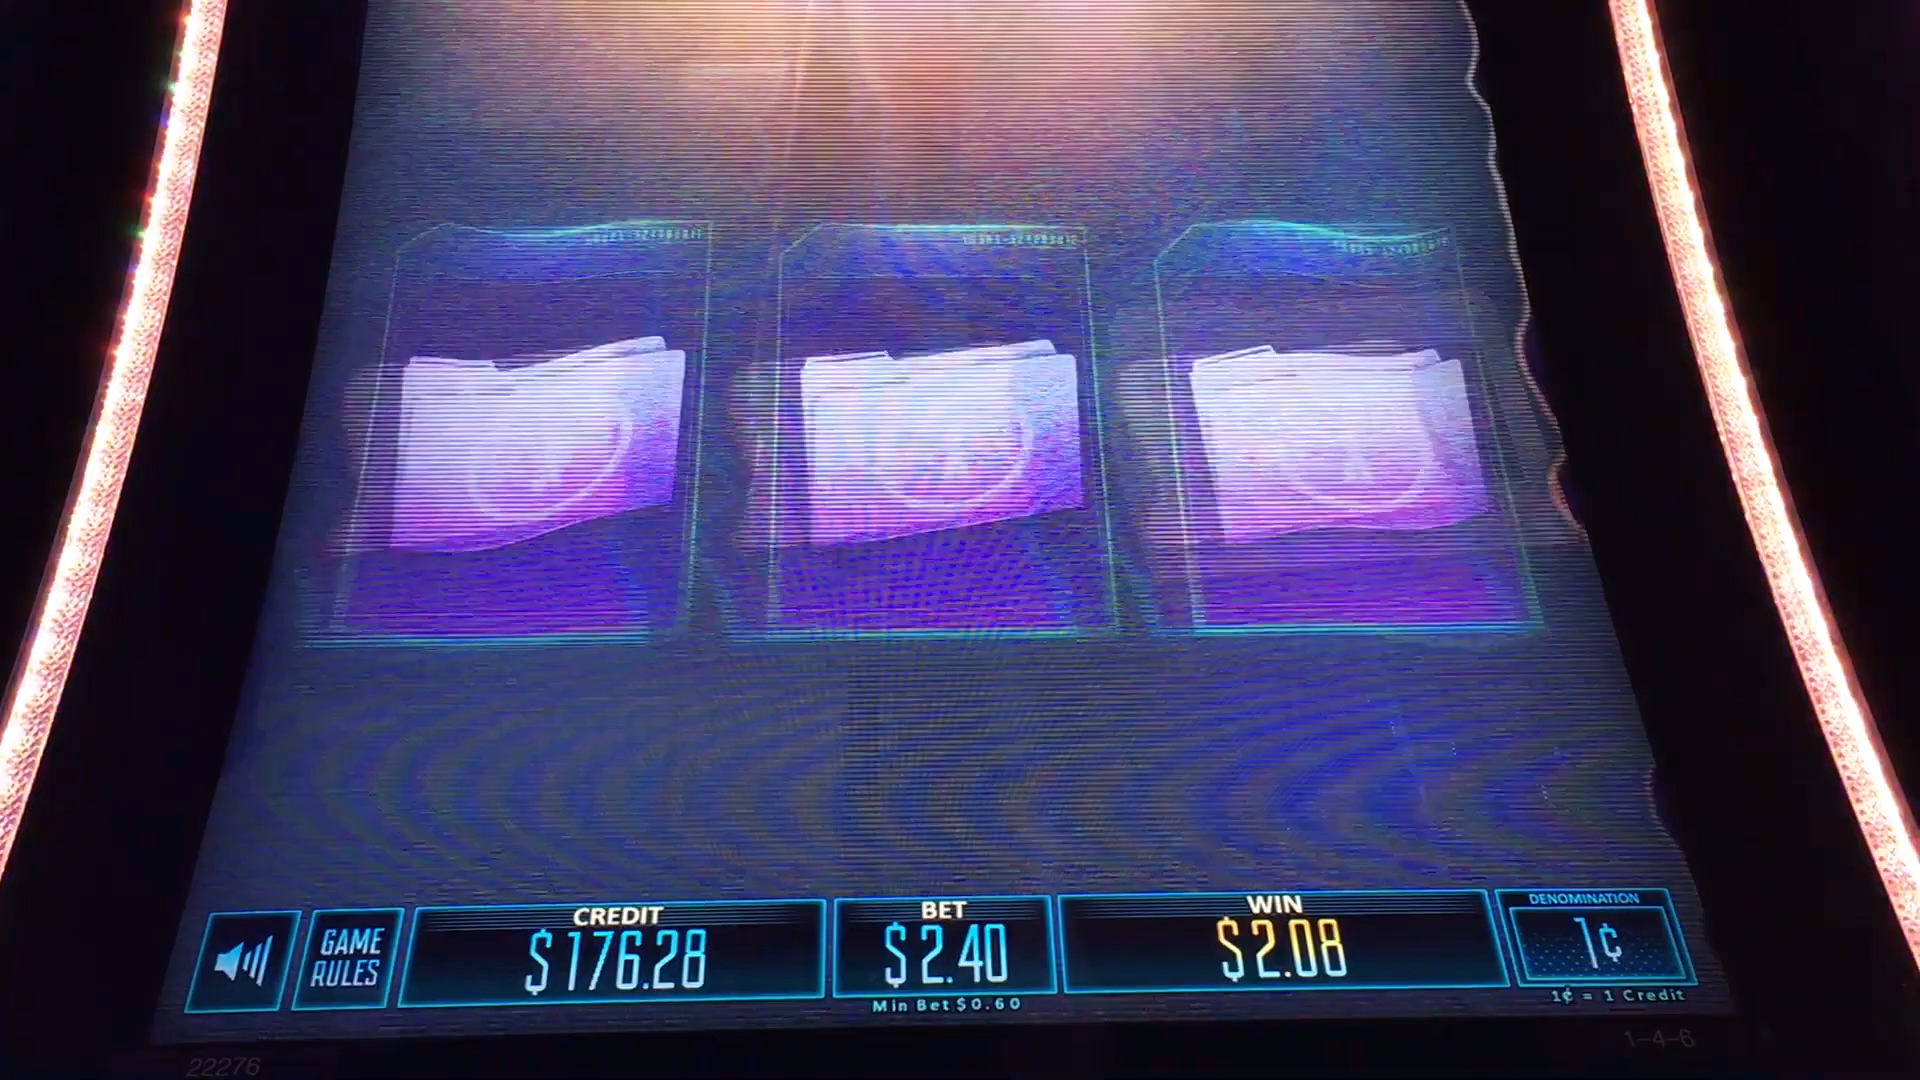 GAME RULES
CREDIT
$176.28
BET
$2.40
Min Bet $0.60
WIN
$2.08
DENOMINATION
1¢
1¢ = 1 Credit
22276
1-4-6